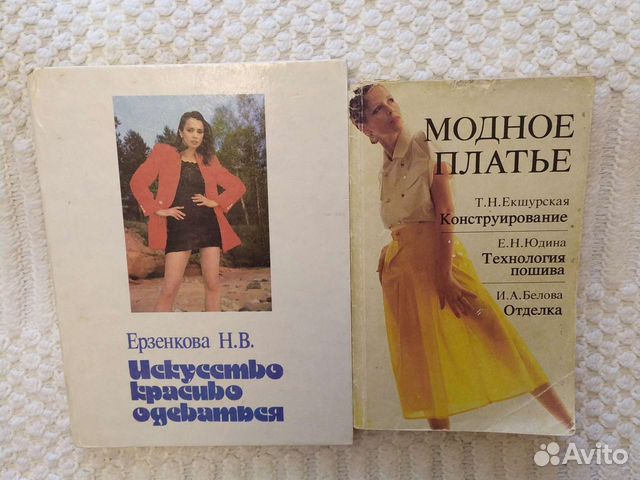 Ерзенкова Н.В.
Искусство
красиво
одеваться
МОДНОЕ
ПЛАТЬЕ
Т.Н.Екшурская
Конструирование
Е.Н.Юдина
Технология
пошива
И.А.Белова
Отделка
Avito